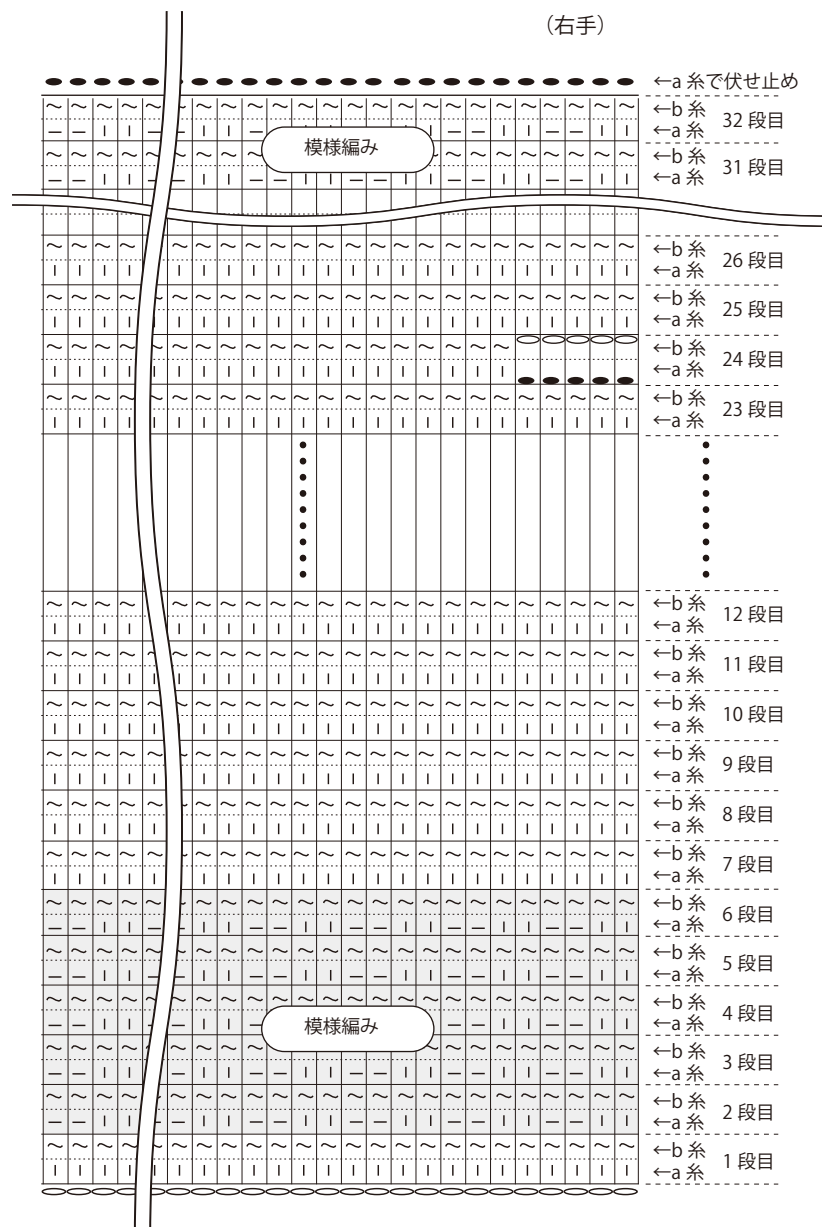 （右手）
←a 糸で伏せ止め
←b 糸
←a 糸
32 段目
模様編み
←b 糸
←a 糸
31 段目
←b 糸
←a 糸
26 段目
←b 糸
←a 糸
25 段目
←b 糸
←a 糸
24 段目
←b 糸
←a 糸
23 段目
←b 糸
←a 糸
12 段目
←b 糸
←a 糸
11 段目
←b 糸
←a 糸
10 段目
←b 糸
←a 糸
9 段目
←b 糸
←a 糸
8 段目
←b 糸
←a 糸
7 段目
←b 糸
←a 糸
6 段目
←b 糸
←a 糸
5 段目
←b 糸
←a 糸
4 段目
模様編み
←b 糸
←a 糸
3 段目
←b 糸
←a 糸
2 段目
←b 糸
←a 糸
1 段目